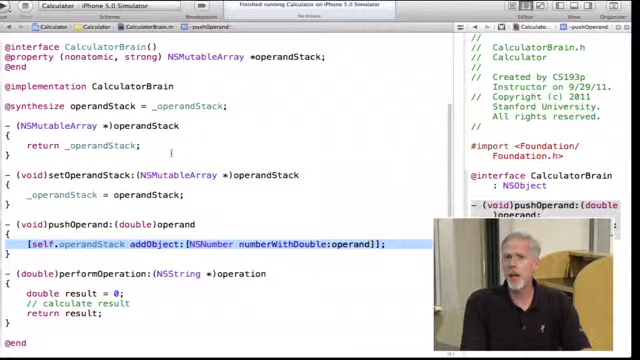 Calculator
iPhone 5.0 Simulator
Finished running Calculator on iPhone 5.0 Simulator
No Issues
Run
Breakpoints
Editor
View
Organizer
Calculator
Calculator
CalculatorBrain.m
-pushOperand:
-pushOperand:
@interface CalculatorBrain()
@property (nonatomic, strong) NSMutableArray *operandStack;
@end
@implementation CalculatorBrain
@synthesize operandStack = _operandStack;
- (NSMutableArray *)operandStack
{
return _operandStack;
}
- (void)setOperandStack:(NSMutableArray *)operandStack
{
_operandStack = operandStack;
}
- (void)pushOperand:(double)operand
{
[self.operandStack addObject:[NSNumber numberWithDouble:operand]];
}
- (double)performOperation:(NSString *)operation
{
double result = 0;
// calculate result
return result;
}
@end
//
// CalculatorBrain.h
// Calculator
//
// Created by CS193p
Instructor on 9/29/11.
// Copyright (c) 2011
Stanford University.
All rights reserved.
//
#import <Foundation/
Foundation.h>
@interface CalculatorBrain
: NSObject
- (void)pushOperand:(double
)operand;